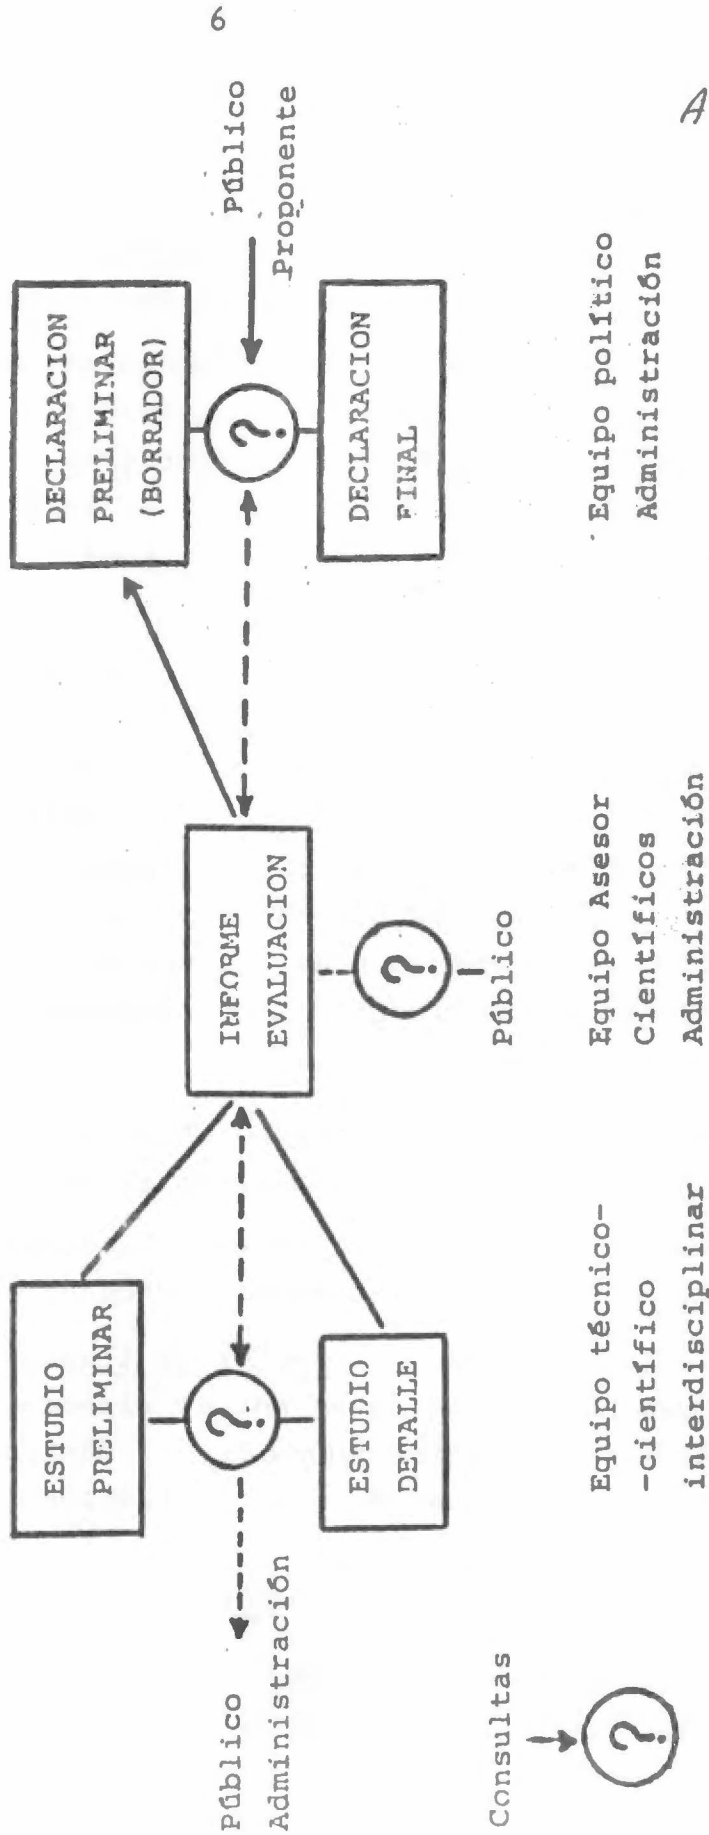 6
ESTUDIO
PRELIMINAR
DECLARACION
PRELIMINAR
(BORRADOR)
Público
Administración
?
INFORME
EVALUACION
?
Público
Proponente
ESTUDIO
DETALLE
?
DECLARACION
FINAL
Público
Consultas
?
Equipo técnico-
-científico
interdisciplinar
Equipo Asesor
Científicos
Administración
Equipo político
Administración
A